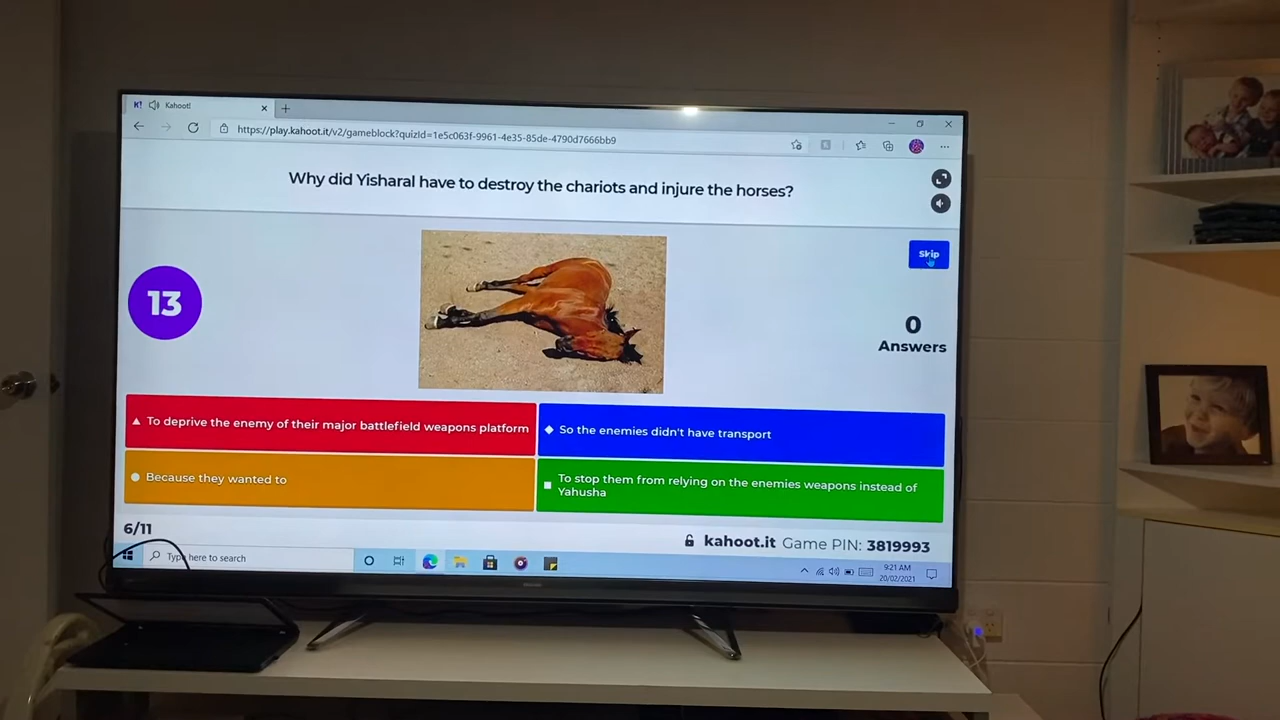 K! Kahoot!
https://play.kahoot.it/v2/gameblock?quizId=1e5c063f-9961-4e35-85de-4790d7666bb9
Why did Yisharal have to destroy the chariots and injure the horses?
Skip
13
0
Answers
To deprive the enemy of their major battlefield weapons platform
So the enemies didn't have transport
Because they wanted to
To stop them from relying on the enemies weapons instead of
Yahusha
6/11
kahoot.it Game PIN: 3819993
Type here to search
9:21 AM
20/02/2021